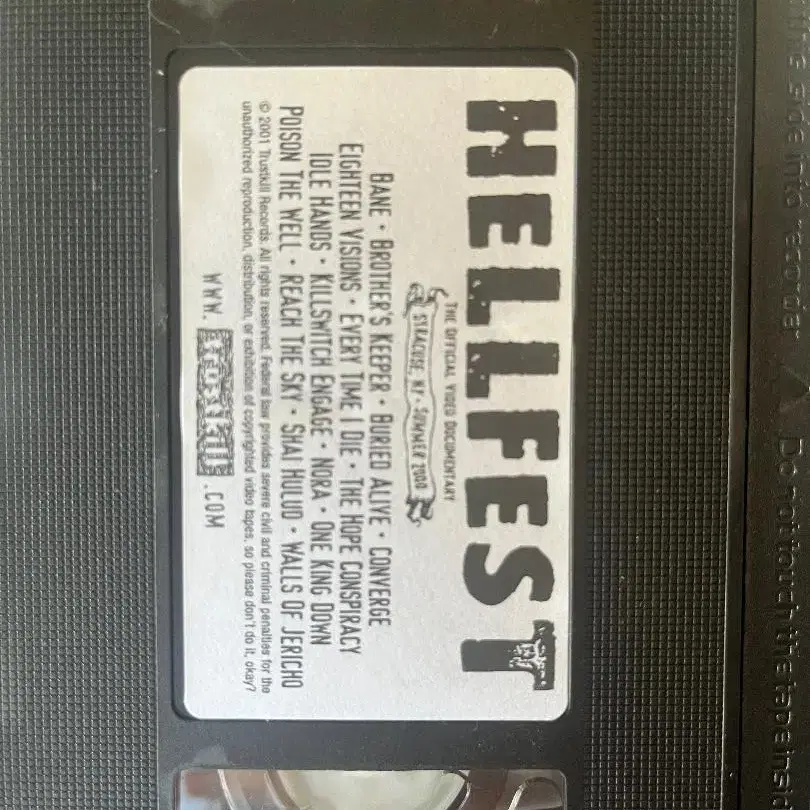 HELLFEST
THE OFFICIAL VIDEO DOCUMENTARY
SYRACUSE, NY · SUMMER 2000
BANE · BROTHER'S KEEPER · BURIED ALIVE · CONVERGE
EIGHTEEN VISIONS · EVERY TIME I DIE · THE HOPE CONSPIRACY
IDLE HANDS · KILLSWITCH ENGAGE · NORA · ONE KING DOWN
POISON THE WELL · REACH THE SKY · SHAI HULUD · WALLS OF JERICHO
© 2001 Trustkill Records. All rights reserved. Federal law provides severe civil and criminal penalties for the
unauthorized reproduction, distribution, or exhibition of copyrighted video tapes, so please don't do it, okay?
WWW. TRUSTKILL .COM
side into recorder
Do not touch the tape inside